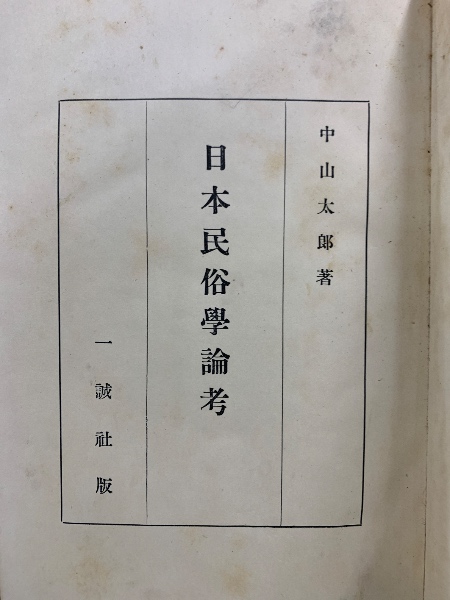 中山太郎著
日本民俗學論考
一誠社版